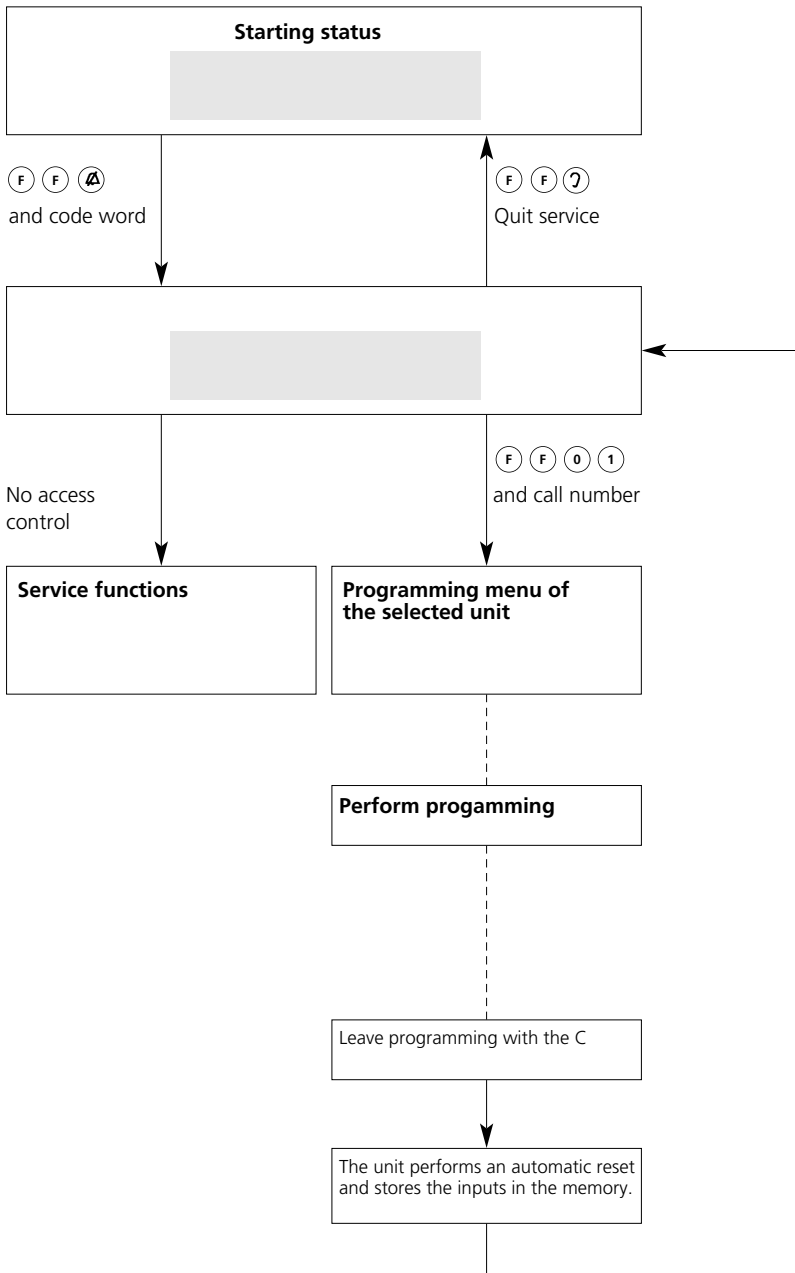 Starting status
F F
and code word
F F
Quit service
F F 0 1
and call number
No access
control
Service functions
Programming menu of
the selected unit
Perform progamming
Leave programming with the C
The unit performs an automatic reset
and stores the inputs in the memory.